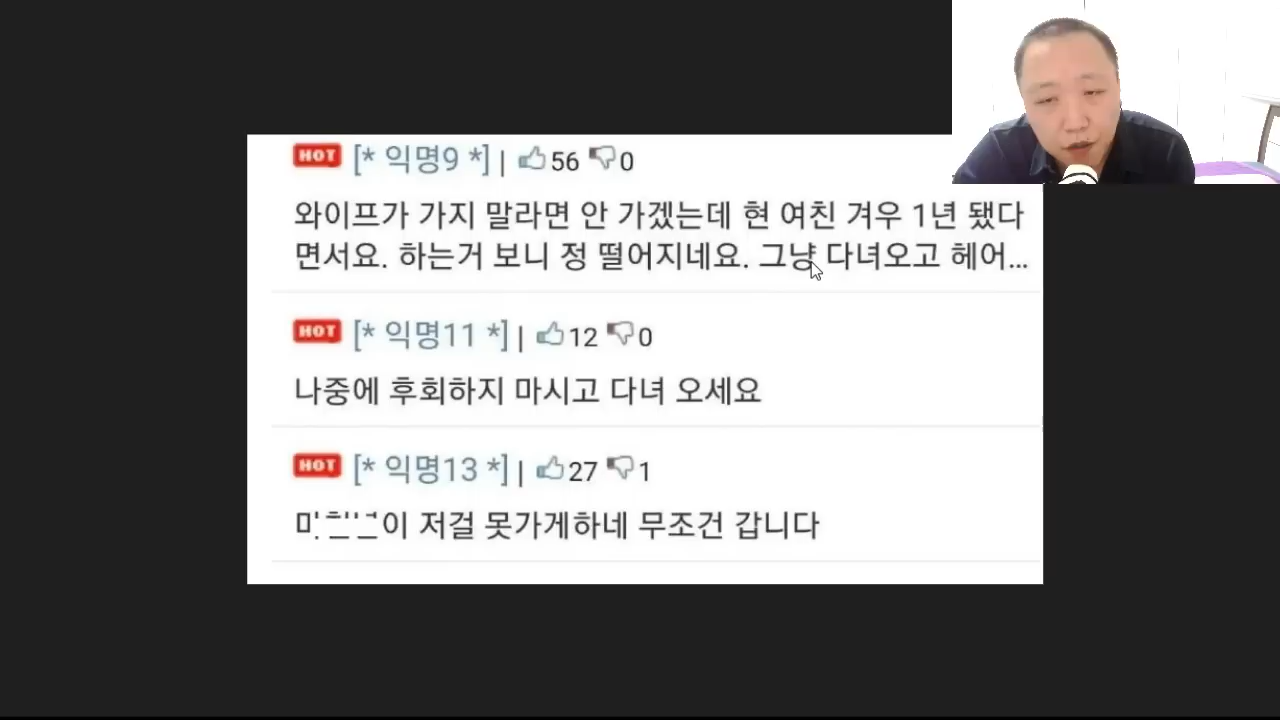 HOT [* 익명9 *] | 56 0
와이프가 가지 말라면 안 가겠는데 현 여친 겨우 1년 됐다
면서요. 하는거 보니 정 떨어지네요. 그냥 다녀오고 헤어...
HOT [* 익명11 *] | 12 0
나중에 후회하지 마시고 다녀 오세요
HOT [* 익명13 *] | 27 1
저걸 못가게하네 무조건 갑니다